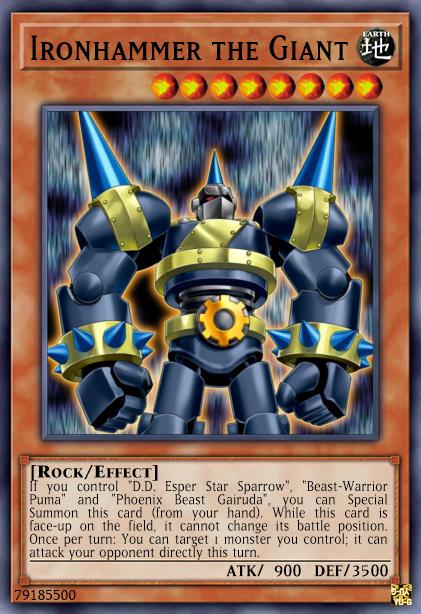 Ironhammer the Giant
EARTH
地
[Rock/Effect]
If you control "D.D. Esper Star Sparrow", "Beast-Warrior
Puma" and "Phoenix Beast Gairuda", you can Special
Summon this card (from your hand). While this card is
face-up on the field, it cannot change its battle position.
Once per turn: You can target 1 monster you control; it can
attack your opponent directly this turn.
ATK/ 900 DEF/3500
79185500